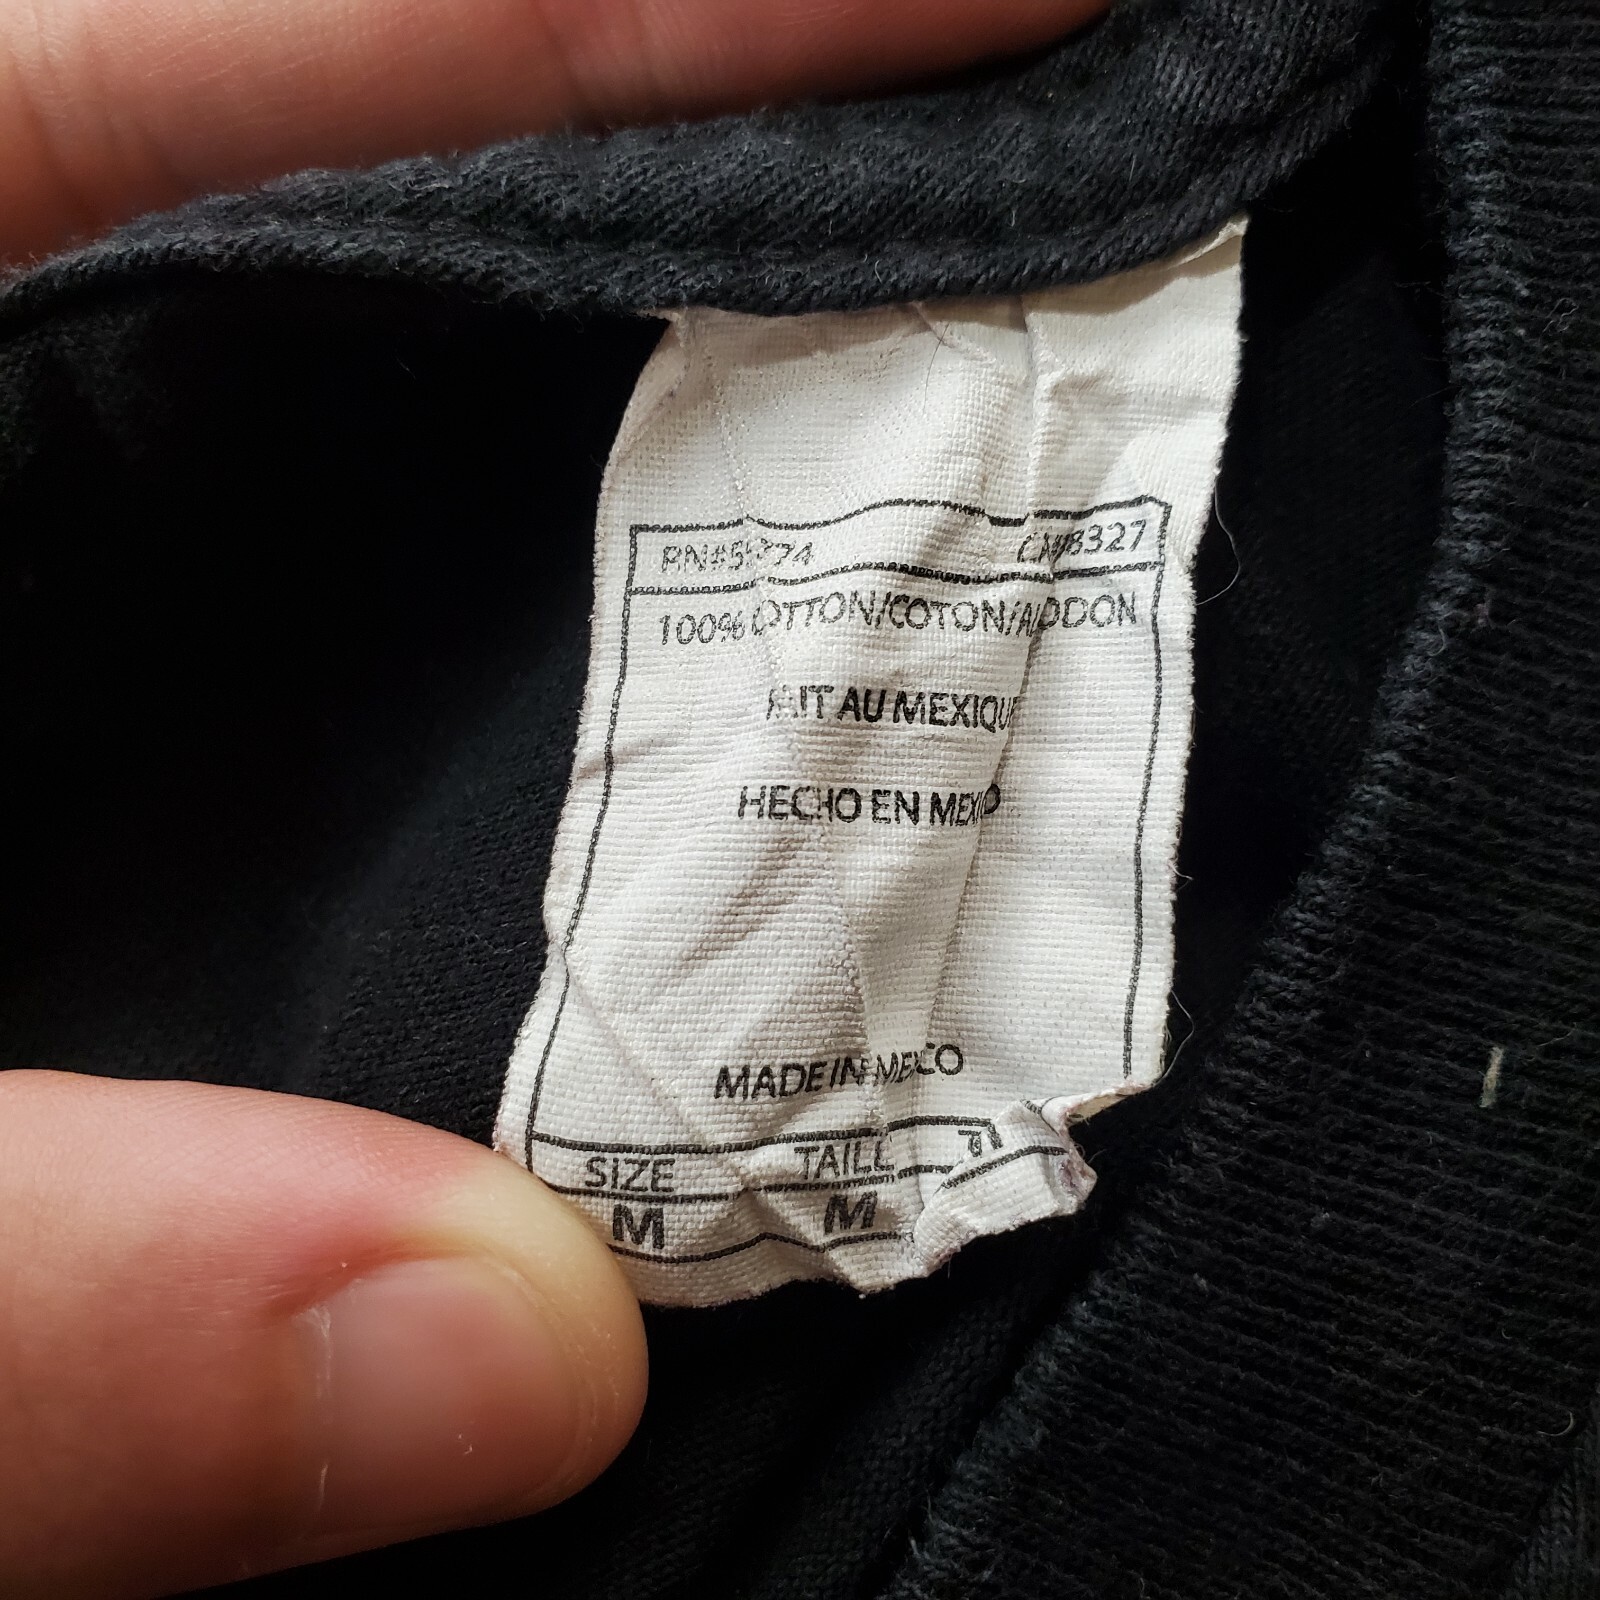 100% COTTON/COTON/ALGODON
FAIT AU MEXIQUE
HECHO EN MEXICO
MADE IN MEXICO
SIZE TAILLE
M M